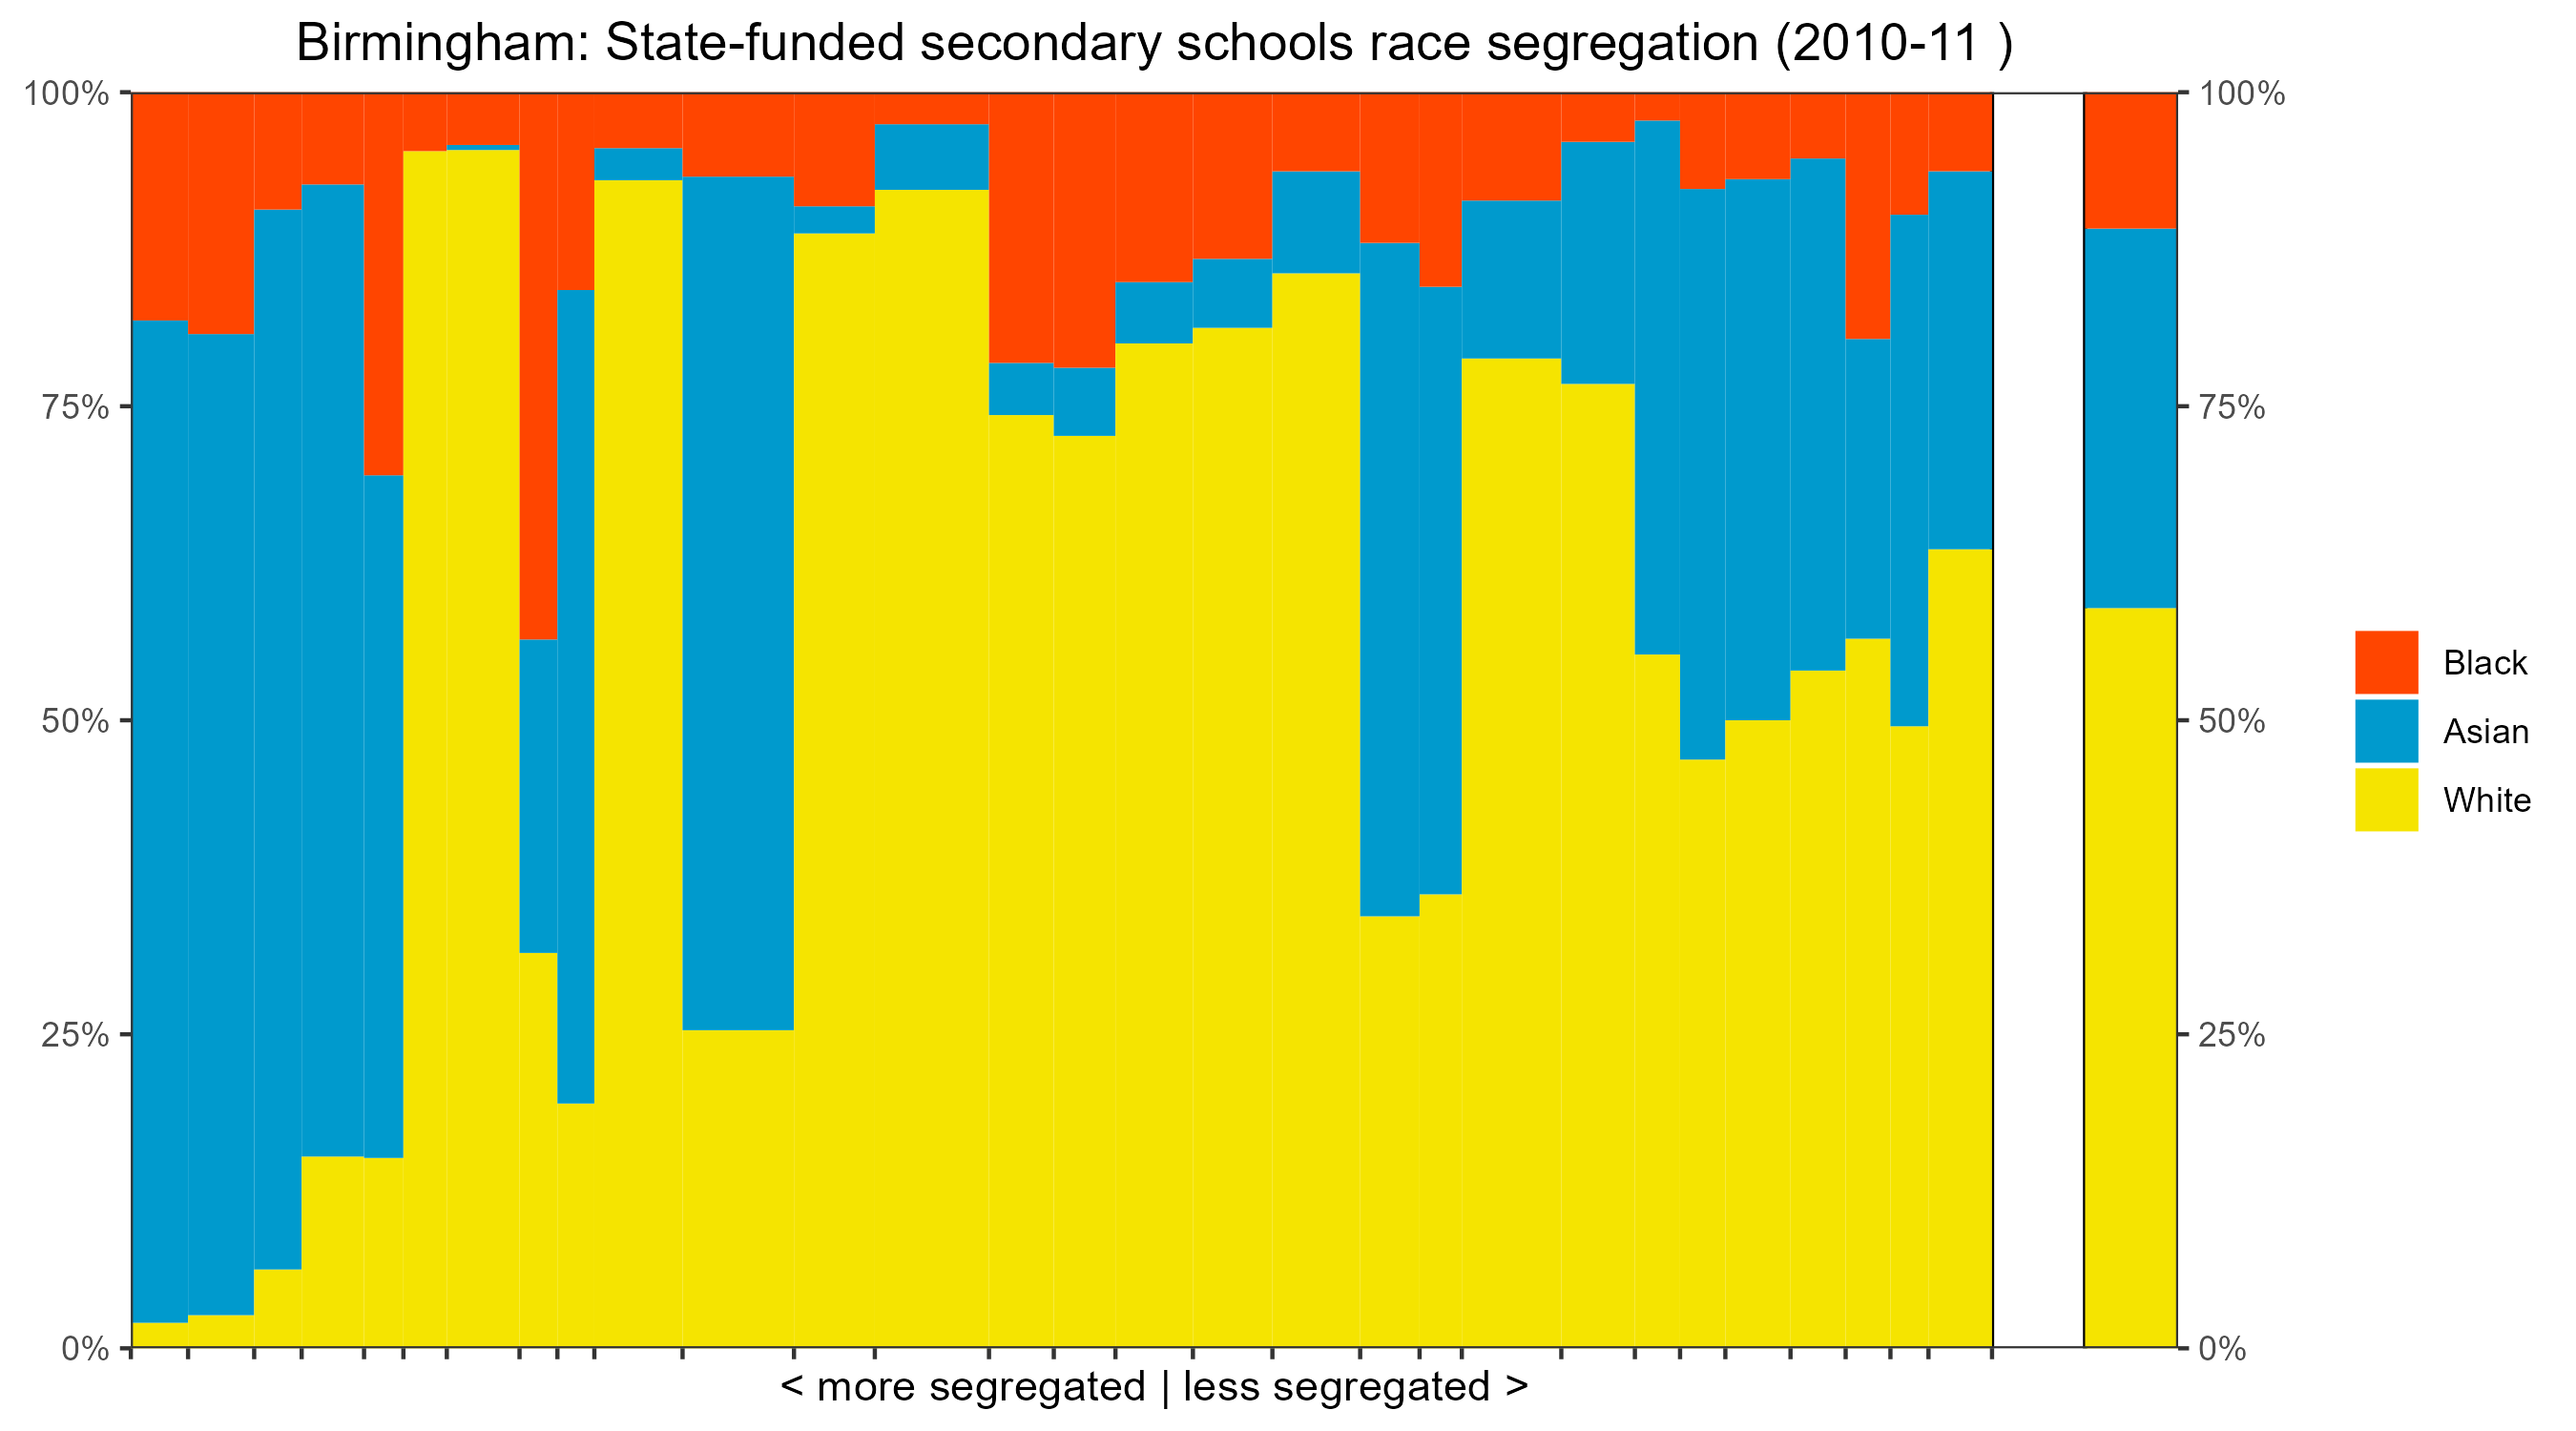 Birmingham: State-funded secondary schools race segregation (2010-11 )
100%
75%
50%
25%
0%
100%
75%
50%
25%
0%
Black
Asian
White
< more segregated | less segregated >